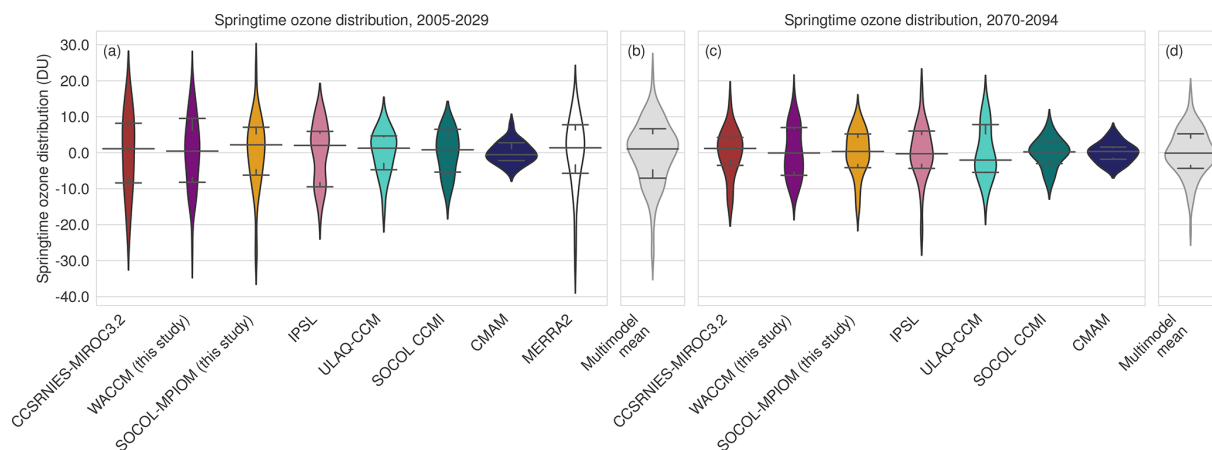 Springtime ozone distribution, 2005-2029
Springtime ozone distribution, 2070-2094
Springtime ozone distribution (DU)
30.0
20.0
10.0
0.0
-10.0
-20.0
-30.0
-40.0
(a)
(b)
(c)
(d)
CCSRNIES-MIROC3.2
WACCM (this study)
SOCOL-MPIOM (this study)
IPSL
ULAQ-CCM
SOCOL CCMI
CMAM
MERRA2
Multimodel
mean
CCSRNIES-MIROC3.2
WACCM (this study)
SOCOL-MPIOM (this study)
IPSL
ULAQ-CCM
SOCOL CCMI
CMAM
Multimodel
mean